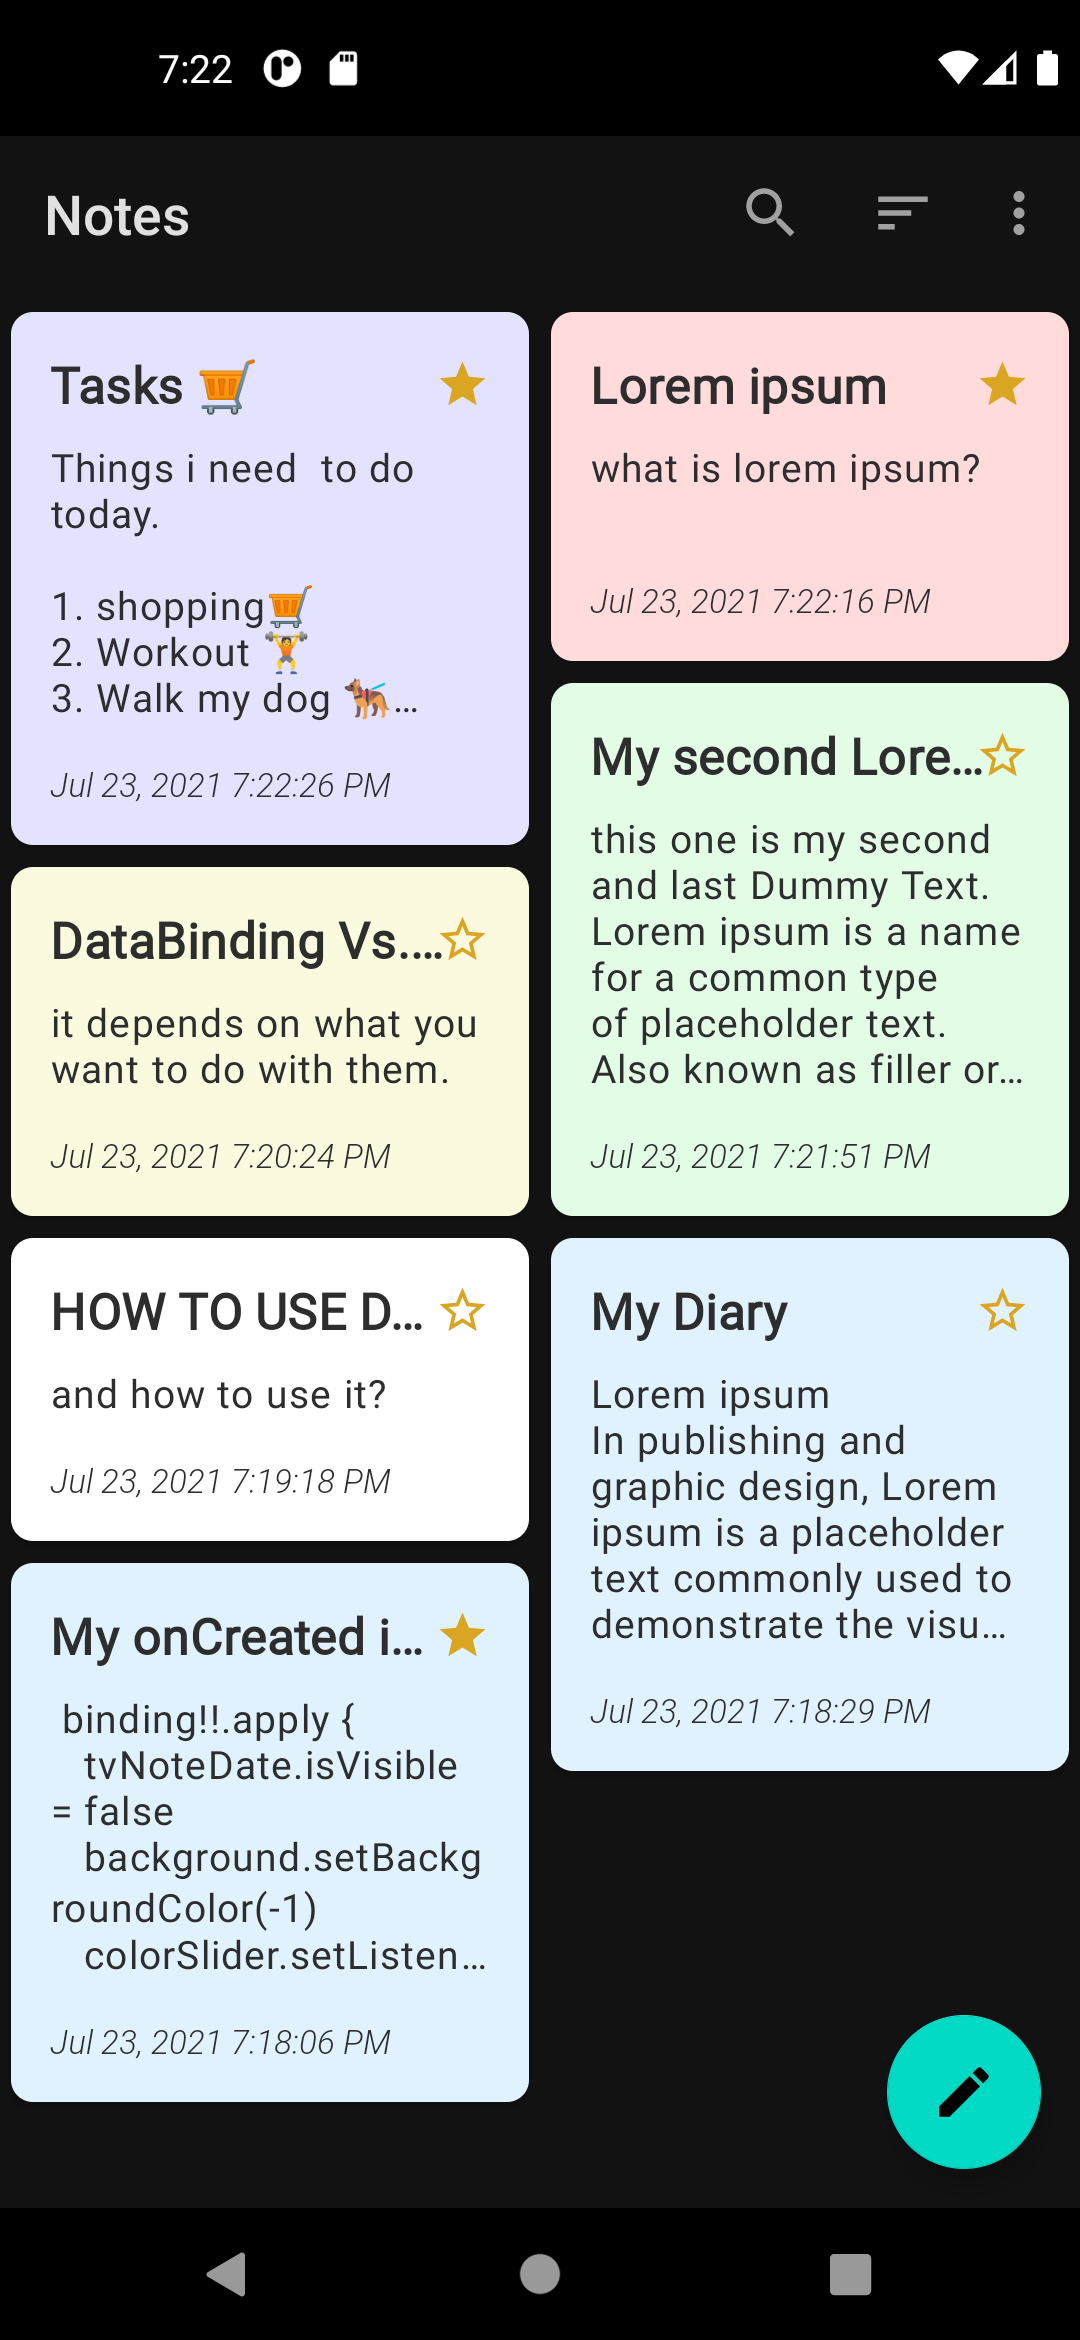 7:22
Notes
Tasks 🛒
Things i need  to do
today.
1. shopping🛒
2. Workout 🏋️
3. Walk my dog 🐕‍🦺…
Jul 23, 2021 7:22:26 PM
Lorem ipsum
what is lorem ipsum?
Jul 23, 2021 7:22:16 PM
My second Lore…
this one is my second
and last Dummy Text.
Lorem ipsum is a name
for a common type
of placeholder text.
Also known as filler or…
Jul 23, 2021 7:21:51 PM
DataBinding Vs.…
it depends on what you
want to do with them.
Jul 23, 2021 7:20:24 PM
HOW TO USE D…
and how to use it?
Jul 23, 2021 7:19:18 PM
My Diary
Lorem ipsum
In publishing and
graphic design, Lorem
ipsum is a placeholder
text commonly used to
demonstrate the visu…
Jul 23, 2021 7:18:29 PM
My onCreated i…
binding!!.apply {
tvNoteDate.isVisible
= false
background.setBackg
roundColor(-1)
colorSlider.setListen…
Jul 23, 2021 7:18:06 PM